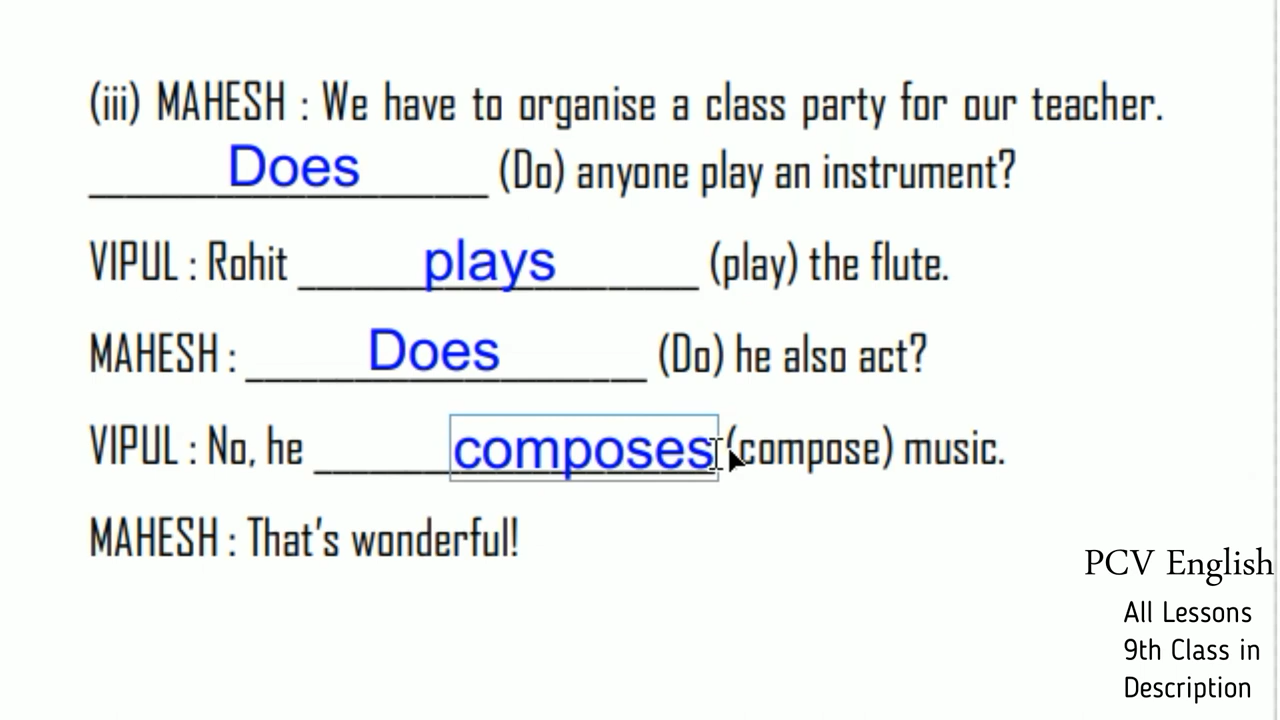 (iii) MAHESH : We have to organise a class party for our teacher.
Does (Do) anyone play an instrument?
VIPUL : Rohit plays (play) the flute.
MAHESH : Does (Do) he also act?
VIPUL : No, he composes (compose) music.
MAHESH : That's wonderful!
PCV English
All Lessons
9th Class in
Description